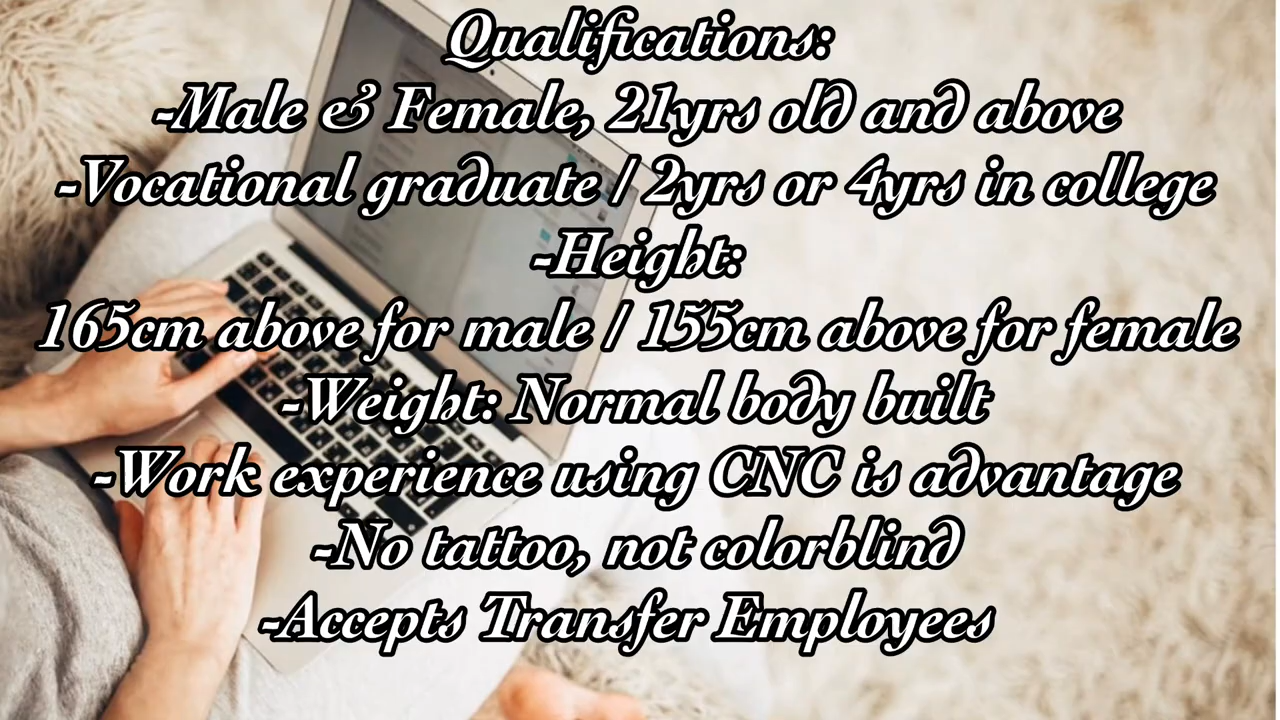 Qualifications:
-Male & Female, 21yrs old and above
-Vocational graduate / 2yrs or 4yrs in college
-Height:
165cm above for male / 155cm above for female
-Weight: Normal body built
-Work experience using CNC is advantage
-No tattoo, not colorblind
-Accepts Transfer Employees